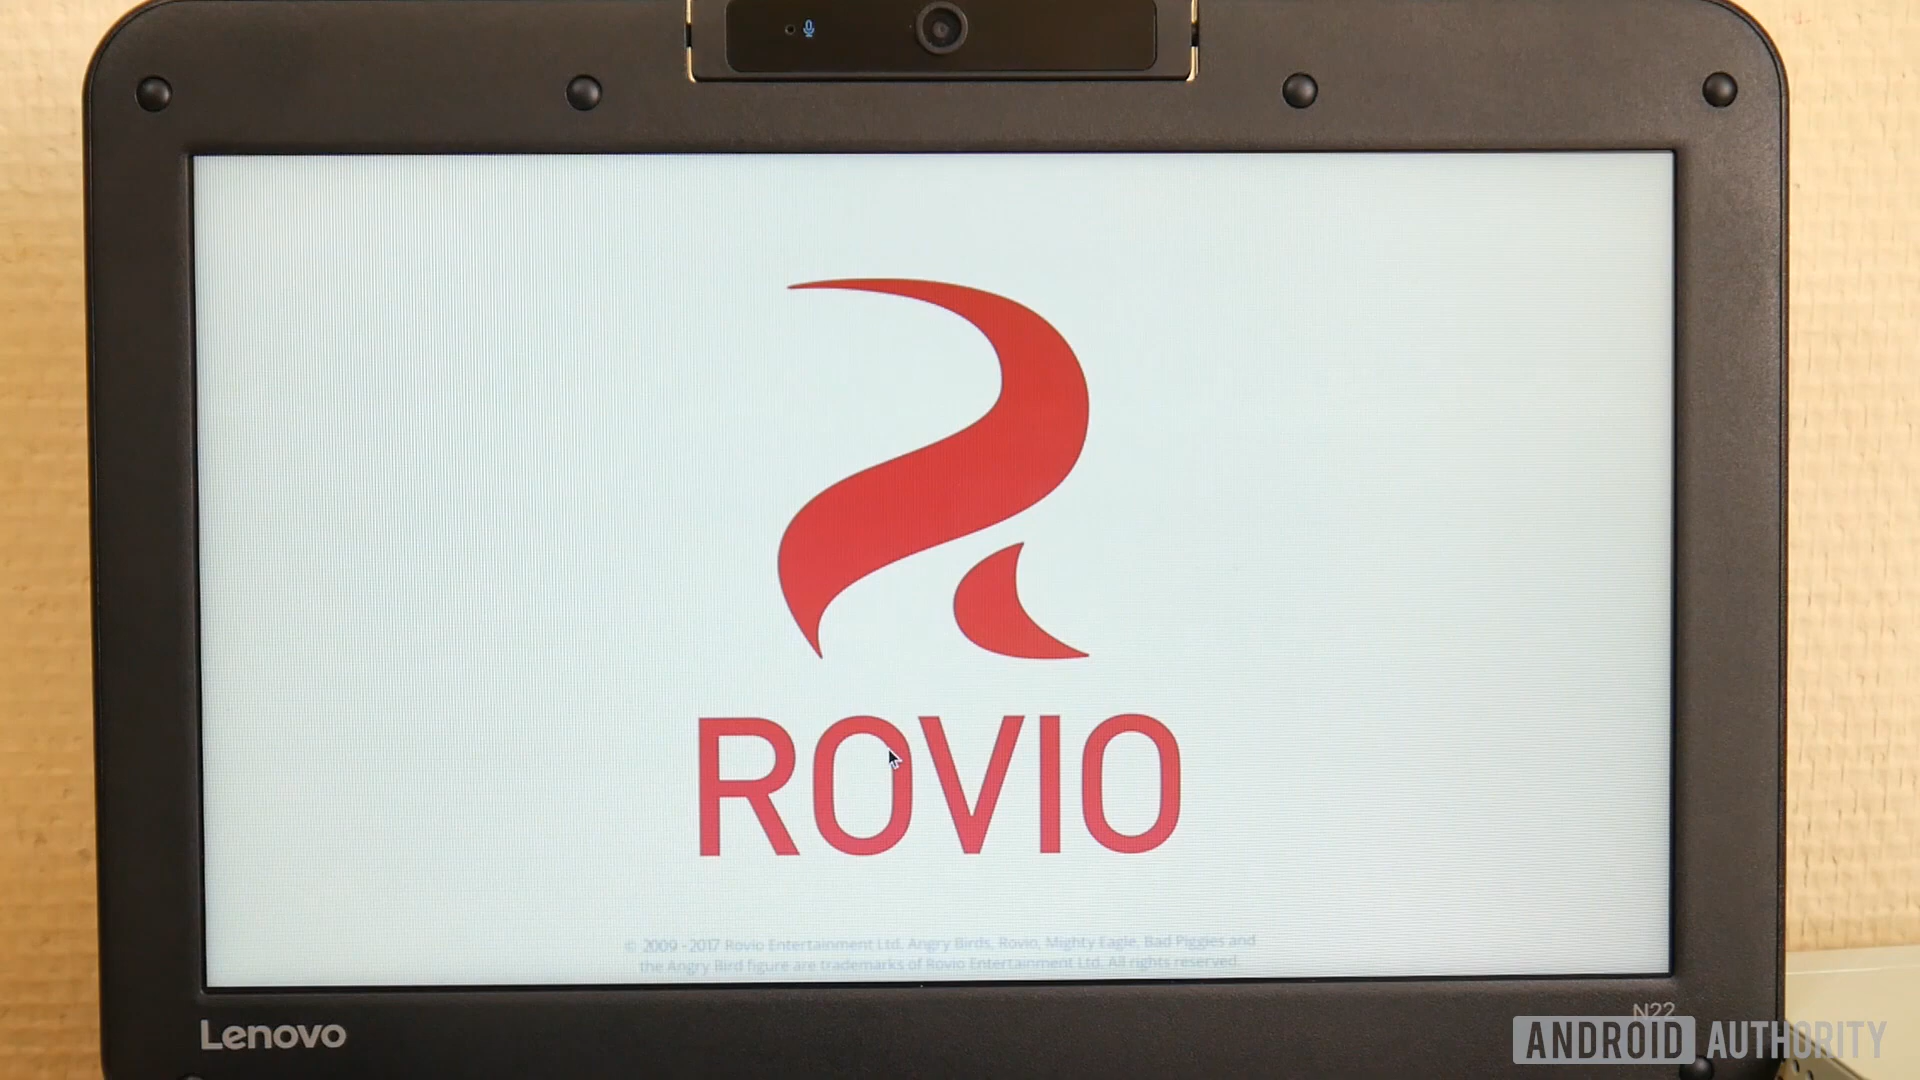 ROVIO
© 2009 - 2017 Rovio Entertainment Ltd. Angry Birds, Rovio, Mighty Eagle, Bad Piggies and
the Angry Bird figure are trademarks of Rovio Entertainment Ltd. All rights reserved.
Lenovo
N22
ANDROID AUTHORITY